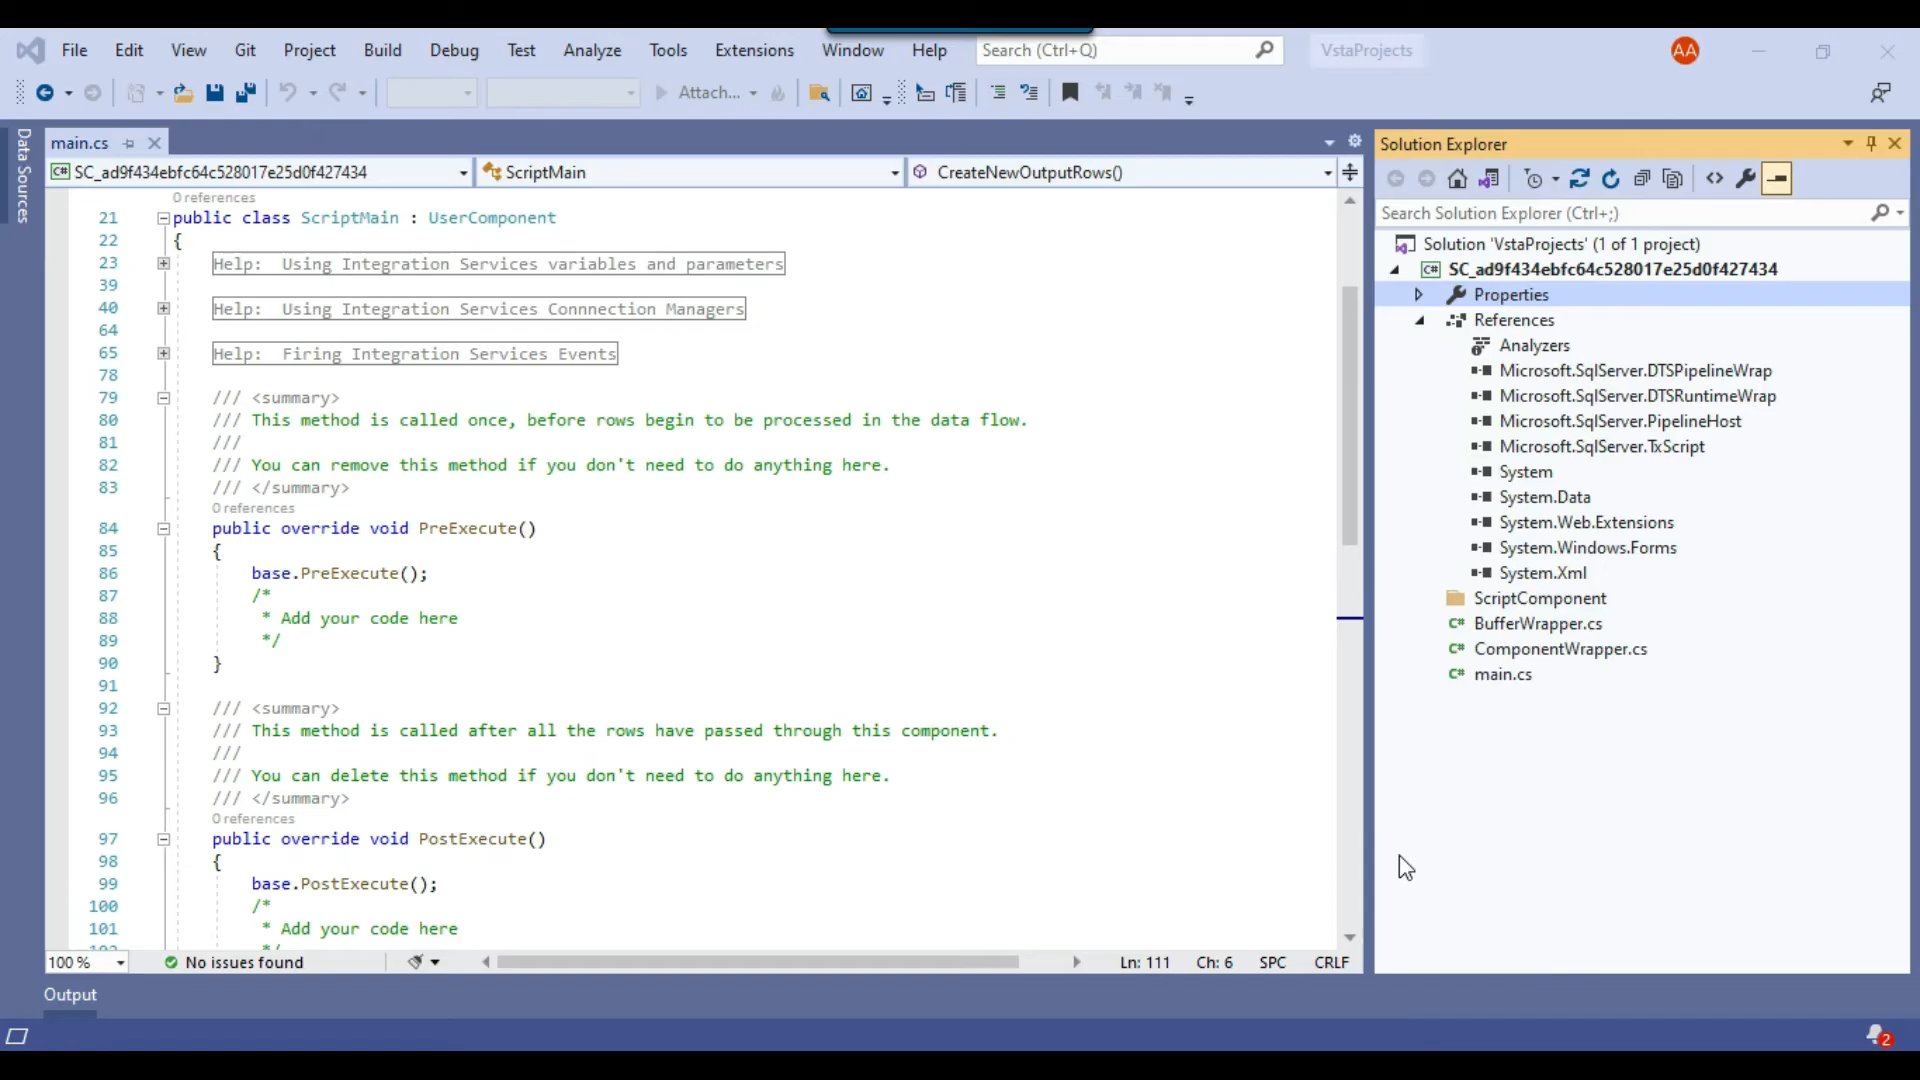 File Edit View Git Project Build Debug Test Analyze Tools Extensions Window Help Search (Ctrl+Q) VstaProjects AA
Attach...
Data Sources
main.cs
SC_ad9f434ebfc64c528017e25d0f427434 ScriptMain CreateNewOutputRows()
0 references
21 public class ScriptMain : UserComponent
22 {
23 Help: Using Integration Services variables and parameters
39
40 Help: Using Integration Services Connnection Managers
64
65 Help: Firing Integration Services Events
78
79 /// <summary>
80 /// This method is called once, before rows begin to be processed in the data flow.
81 ///
82 /// You can remove this method if you don't need to do anything here.
83 /// </summary>
0 references
84 public override void PreExecute()
85 {
86 base.PreExecute();
87 /*
88 * Add your code here
89 */
90 }
91
92 /// <summary>
93 /// This method is called after all the rows have passed through this component.
94 ///
95 /// You can delete this method if you don't need to do anything here.
96 /// </summary>
0 references
97 public override void PostExecute()
98 {
99 base.PostExecute();
100 /*
101 * Add your code here
100 % No issues found Ln: 111 Ch: 6 SPC CRLF
Output
Solution Explorer
Search Solution Explorer (Ctrl+;)
Solution 'VstaProjects' (1 of 1 project)
C# SC_ad9f434ebfc64c528017e25d0f427434
Properties
References
Analyzers
Microsoft.SqlServer.DTSPipelineWrap
Microsoft.SqlServer.DTSRuntimeWrap
Microsoft.SqlServer.PipelineHost
Microsoft.SqlServer.TxScript
System
System.Data
System.Web.Extensions
System.Windows.Forms
System.Xml
ScriptComponent
C# BufferWrapper.cs
C# ComponentWrapper.cs
C# main.cs
2